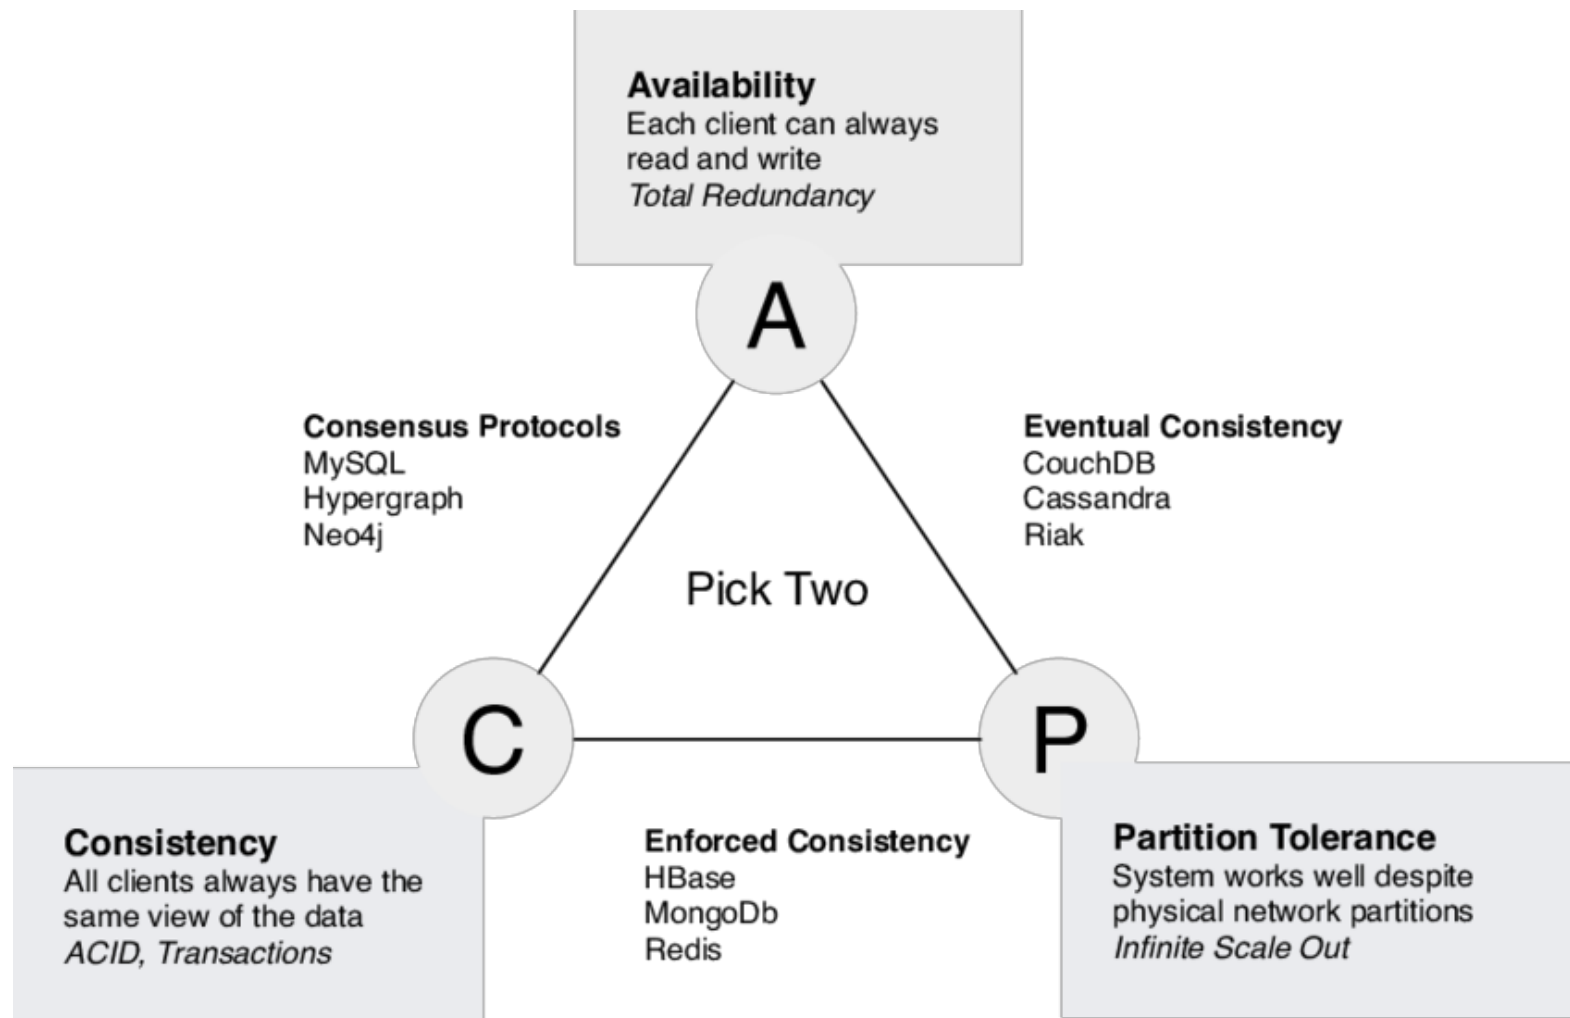 Availability
Each client can always
read and write
Total Redundancy
A
Consensus Protocols
MySQL
Hypergraph
Neo4j
Eventual Consistency
CouchDB
Cassandra
Riak
Pick Two
C
P
Consistency
All clients always have the
same view of the data
ACID, Transactions
Enforced Consistency
HBase
MongoDb
Redis
Partition Tolerance
System works well despite
physical network partitions
Infinite Scale Out